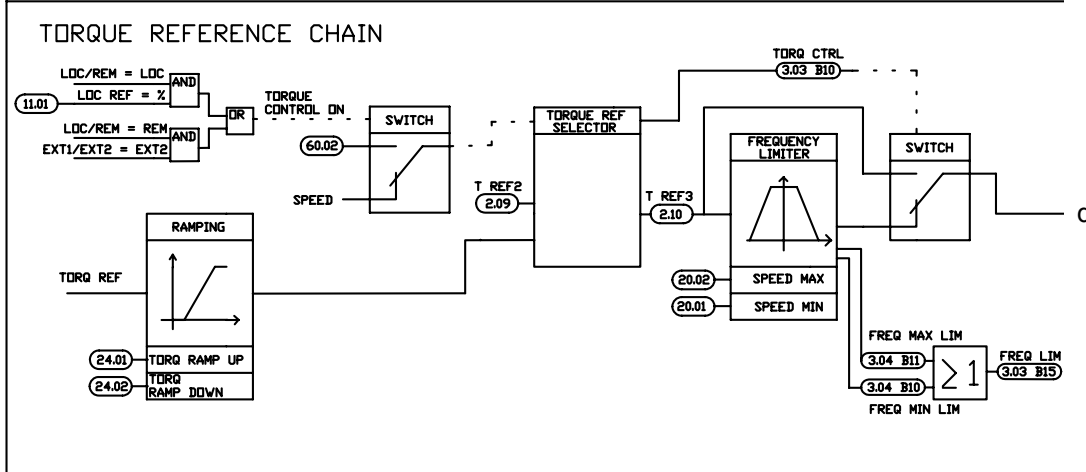 TORQUE REFERENCE CHAIN
LOC/REM = LOC
11.01
LOC REF = %
AND
LOC/REM = REM
EXT1/EXT2 = EXT2
AND
OR
TORQUE
CONTROL ON
SWITCH
60.02
SPEED
TORQUE REF
SELECTOR
T REF2
2.09
T REF3
2.10
TORQ CTRL
3.03 B10
FREQUENCY
LIMITER
SWITCH
C
RAMPING
TORQ REF
24.01
TORQ RAMP UP
24.02
TORQ
RAMP DOWN
20.02
SPEED MAX
20.01
SPEED MIN
FREQ MAX LIM
3.04 B11
3.04 B10
FREQ MIN LIM
≥ 1
FREQ LIM
3.03 B15